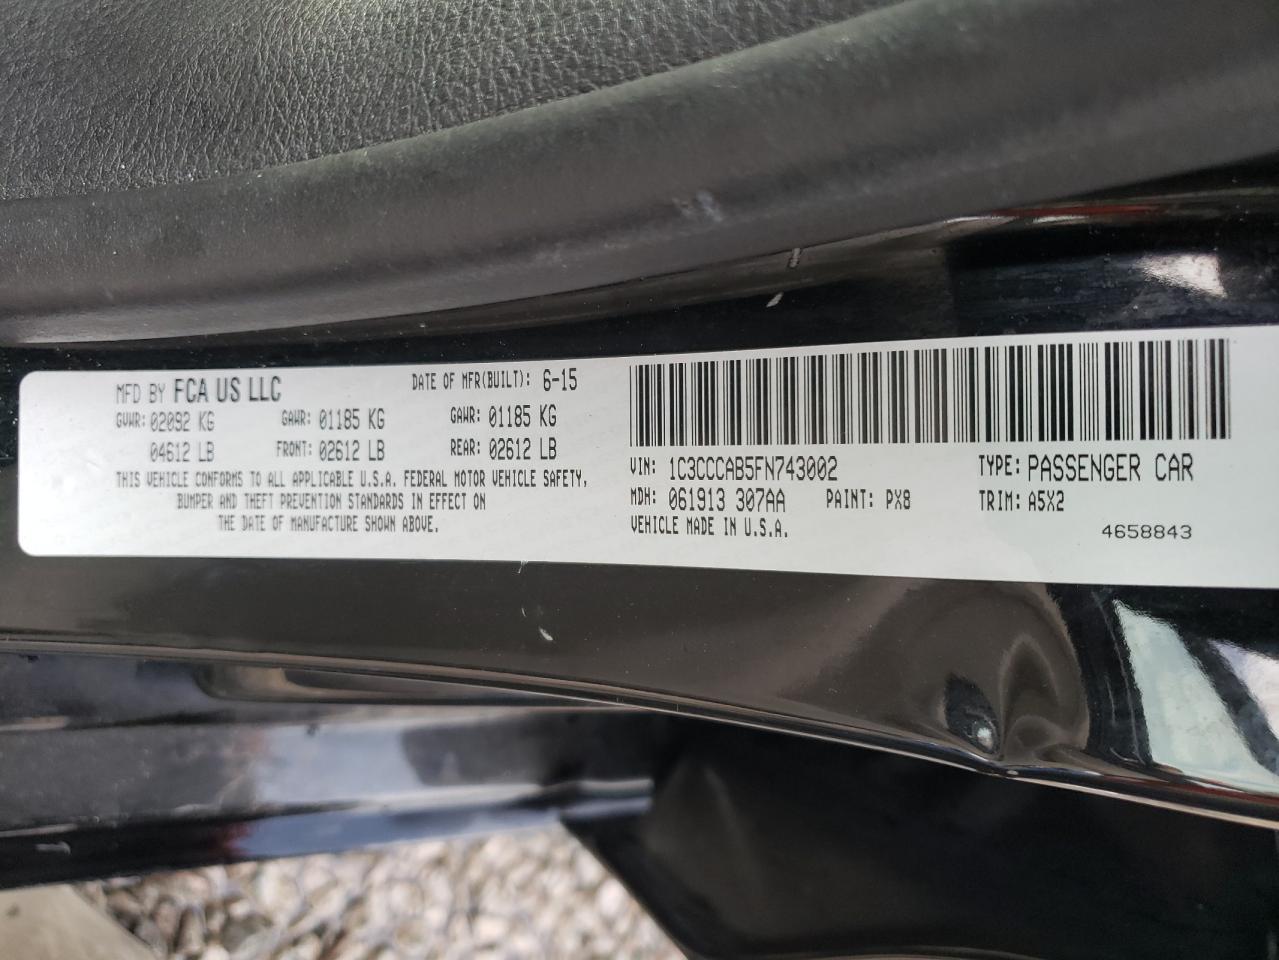 MFD BY FCA US LLC DATE OF MFR(BUILT): 6-15
GVWR: 02092 KG GAWR: 01185 KG GAWR: 01185 KG
04612 LB FRONT: 02612 LB REAR: 02612 LB
THIS VEHICLE CONFORMS TO ALL APPLICABLE U.S.A. FEDERAL MOTOR VEHICLE SAFETY,
BUMPER AND THEFT PREVENTION STANDARDS IN EFFECT ON
THE DATE OF MANUFACTURE SHOWN ABOVE.
VIN: 1C3CCCAB5FN743002 TYPE: PASSENGER CAR
MDH: 061913 307AA PAINT: PX8 TRIM: A5X2
VEHICLE MADE IN U.S.A.
4658843